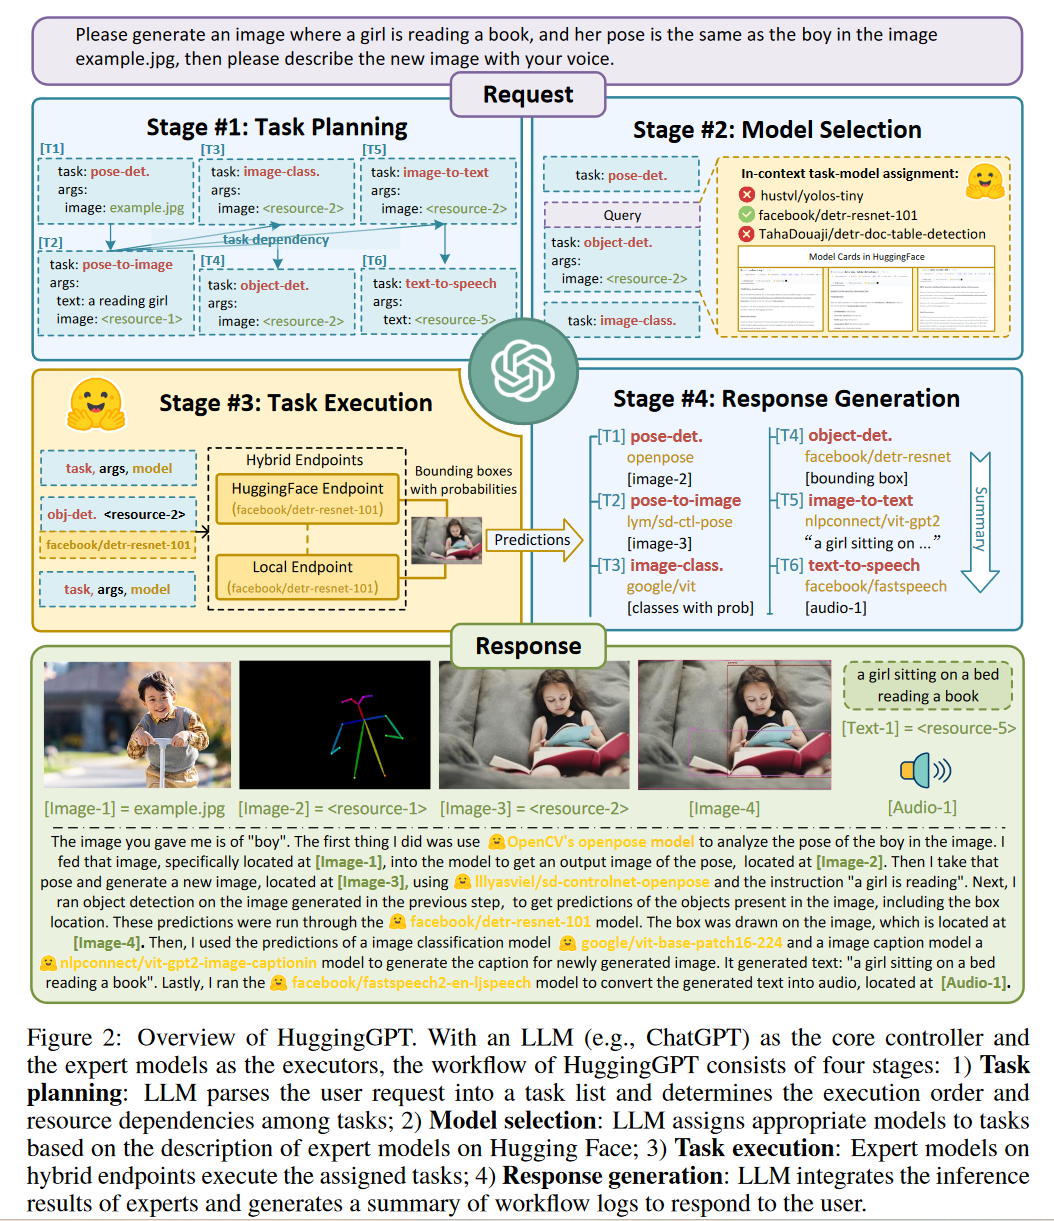 Please generate an image where a girl is reading a book, and her pose is the same as the boy in the image
example.jpg, then please describe the new image with your voice.
Request
Stage #1: Task Planning
[T1]
task: pose-det.
args:
image: example.jpg
[T3]
task: image-class.
args:
image: <resource-2>
[T5]
task: image-to-text
args:
image: <resource-2>
task dependency
[T2]
task: pose-to-image
args:
text: a reading girl
image: <resource-1>
[T4]
task: object-det.
args:
image: <resource-2>
[T6]
task: text-to-speech
args:
text: <resource-5>
Stage #2: Model Selection
task: pose-det.
Query
task: object-det.
args:
image: <resource-2>
task: image-class.
In-context task-model assignment:
hustvl/yolos-tiny
facebook/detr-resnet-101
TahaDouaji/detr-doc-table-detection
Model Cards in HuggingFace
Stage #3: Task Execution
task, args, model
obj-det. <resource-2>
facebook/detr-resnet-101
task, args, model
Hybrid Endpoints
HuggingFace Endpoint
(facebook/detr-resnet-101)
Local Endpoint
(facebook/detr-resnet-101)
Bounding boxes
with probabilities
Predictions
Stage #4: Response Generation
[T1] pose-det.
openpose
[image-2]
[T2] pose-to-image
lym/sd-ctl-pose
[image-3]
[T3] image-class.
google/vit
[classes with prob]
[T4] object-det.
facebook/detr-resnet
[bounding box]
[T5] image-to-text
nlpconnect/vit-gpt2
“a girl sitting on ...”
[T6] text-to-speech
facebook/fastspeech
[audio-1]
Summary
Response
a girl sitting on a bed
reading a book
[Text-1] = <resource-5>
[Image-1] = example.jpg
[Image-2] = <resource-1>
[Image-3] = <resource-2>
[Image-4]
[Audio-1]
The image you gave me is of "boy". The first thing I did was use OpenCV's openpose model to analyze the pose of the boy in the image. I
fed that image, specifically located at [Image-1], into the model to get an output image of the pose, located at [Image-2]. Then I take that
pose and generate a new image, located at [Image-3], using lllyasviel/sd-controlnet-openpose and the instruction "a girl is reading". Next, I
ran object detection on the image generated in the previous step, to get predictions of the objects present in the image, including the box
location. These predictions were run through the facebook/detr-resnet-101 model. The box was drawn on the image, which is located at
[Image-4]. Then, I used the predictions of a image classification model google/vit-base-patch16-224 and a image caption model a
nlpconnect/vit-gpt2-image-captionin model to generate the caption for newly generated image. It generated text: "a girl sitting on a bed
reading a book". Lastly, I ran the facebook/fastspeech2-en-ljspeech model to convert the generated text into audio, located at [Audio-1].
Figure 2: Overview of HuggingGPT. With an LLM (e.g., ChatGPT) as the core controller and
the expert models as the executors, the workflow of HuggingGPT consists of four stages: 1) Task
planning: LLM parses the user request into a task list and determines the execution order and
resource dependencies among tasks; 2) Model selection: LLM assigns appropriate models to tasks
based on the description of expert models on Hugging Face; 3) Task execution: Expert models on
hybrid endpoints execute the assigned tasks; 4) Response generation: LLM integrates the inference
results of experts and generates a summary of workflow logs to respond to the user.